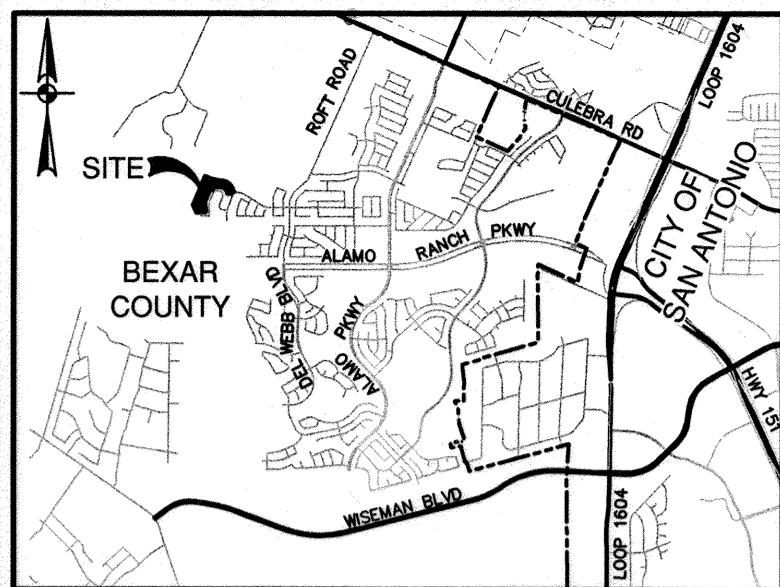 LOOP 1604
ROFT ROAD
CULEBRA RD
SITE
CITY OF
SAN ANTONIO
ALAMO
RANCH
PKWY
BEXAR
COUNTY
DEL WEBB BLVD
ALAMO PKWY
HWY 151
WISEMAN BLVD
LOOP 1604